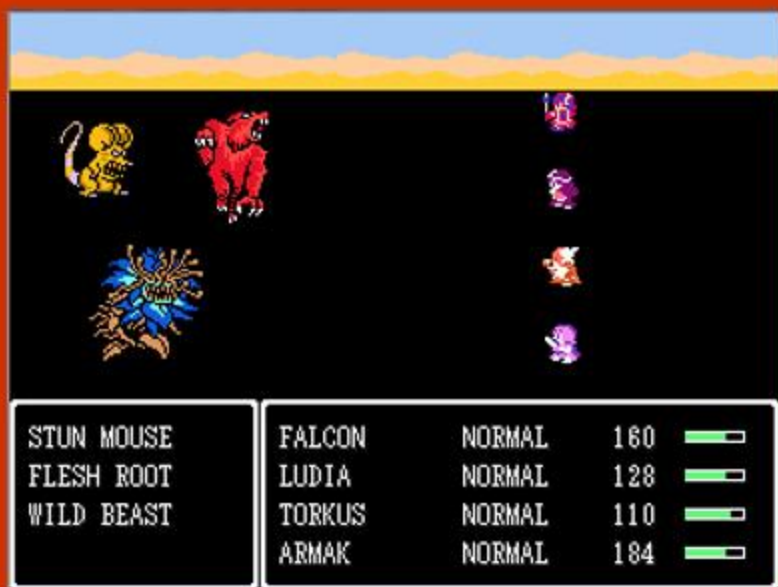 STUN MOUSE
FLESH ROOT
WILD BEAST
FALCON NORMAL 160
LUDIA NORMAL 128
TORKUS NORMAL 110
ARMAK NORMAL 184